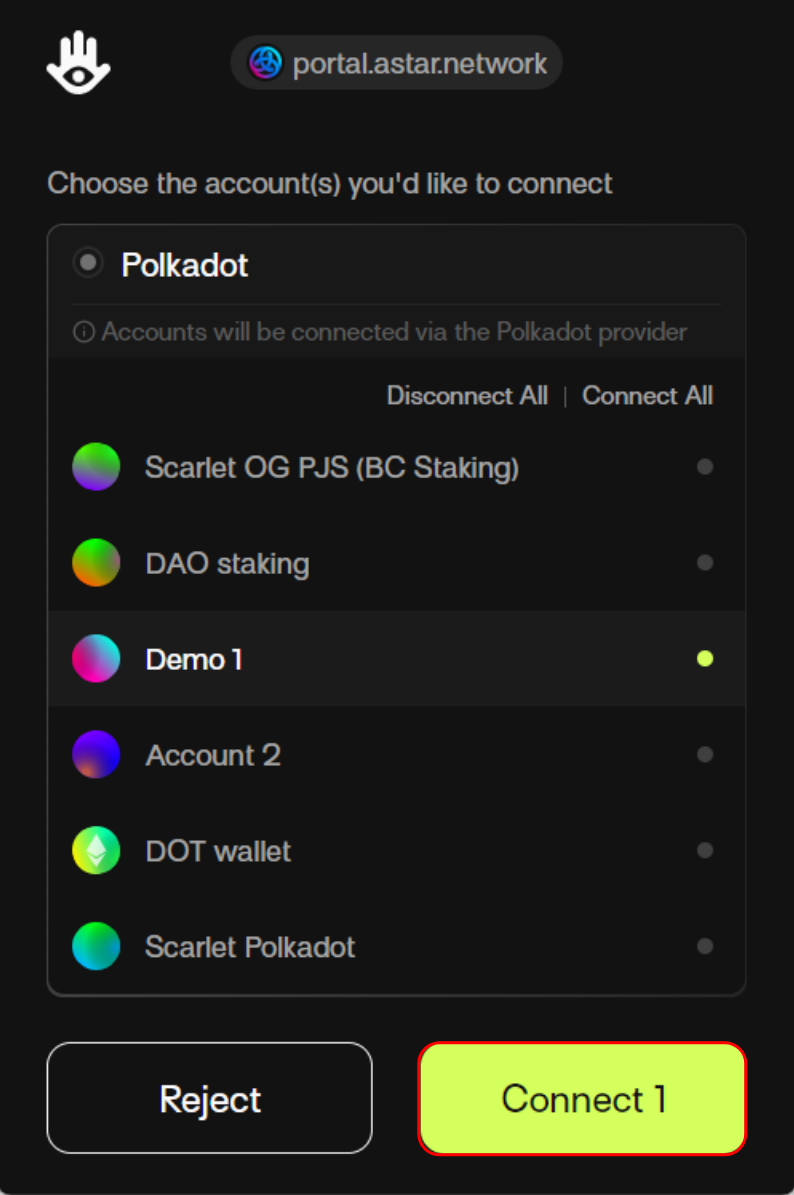 portal.astar.network
Choose the account(s) you'd like to connect
Polkadot
Accounts will be connected via the Polkadot provider
Disconnect All | Connect All
Scarlet OG PJS (BC Staking)
DAO staking
Demo 1
Account 2
DOT wallet
Scarlet Polkadot
Reject
Connect 1